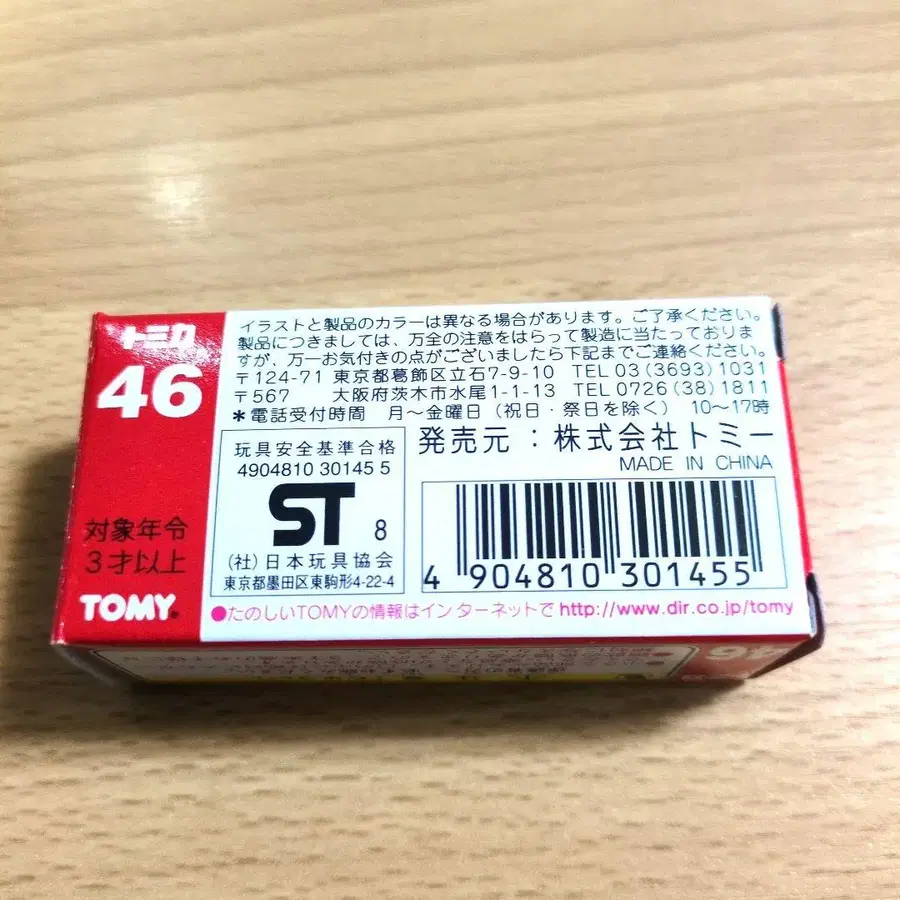 トミカ
46
対象年令
3才以上
TOMY
イラストと製品のカラーは異なる場合があります。ご了承ください。
製品につきましては、万全の注意をはらって製造に当たっておりま
すが、万一お気付きの点がございましたら下記までご連絡ください。
〒124-71 東京都葛飾区立石7-9-10 TEL 03(3693)1031
〒567 大阪府茨木市水尾1-1-13 TEL 0726(38)1811
＊電話受付時間 月〜金曜日(祝日・祭日を除く) 10〜17時
玩具安全基準合格
4904810 30145 5
ST 8
(社)日本玩具協会
東京都墨田区東駒形4-22-4
発売元：株式会社トミー
MADE IN CHINA
4 904810 301455
●たのしいTOMYの情報はインターネットで http://www.dir.co.jp/tomy
46